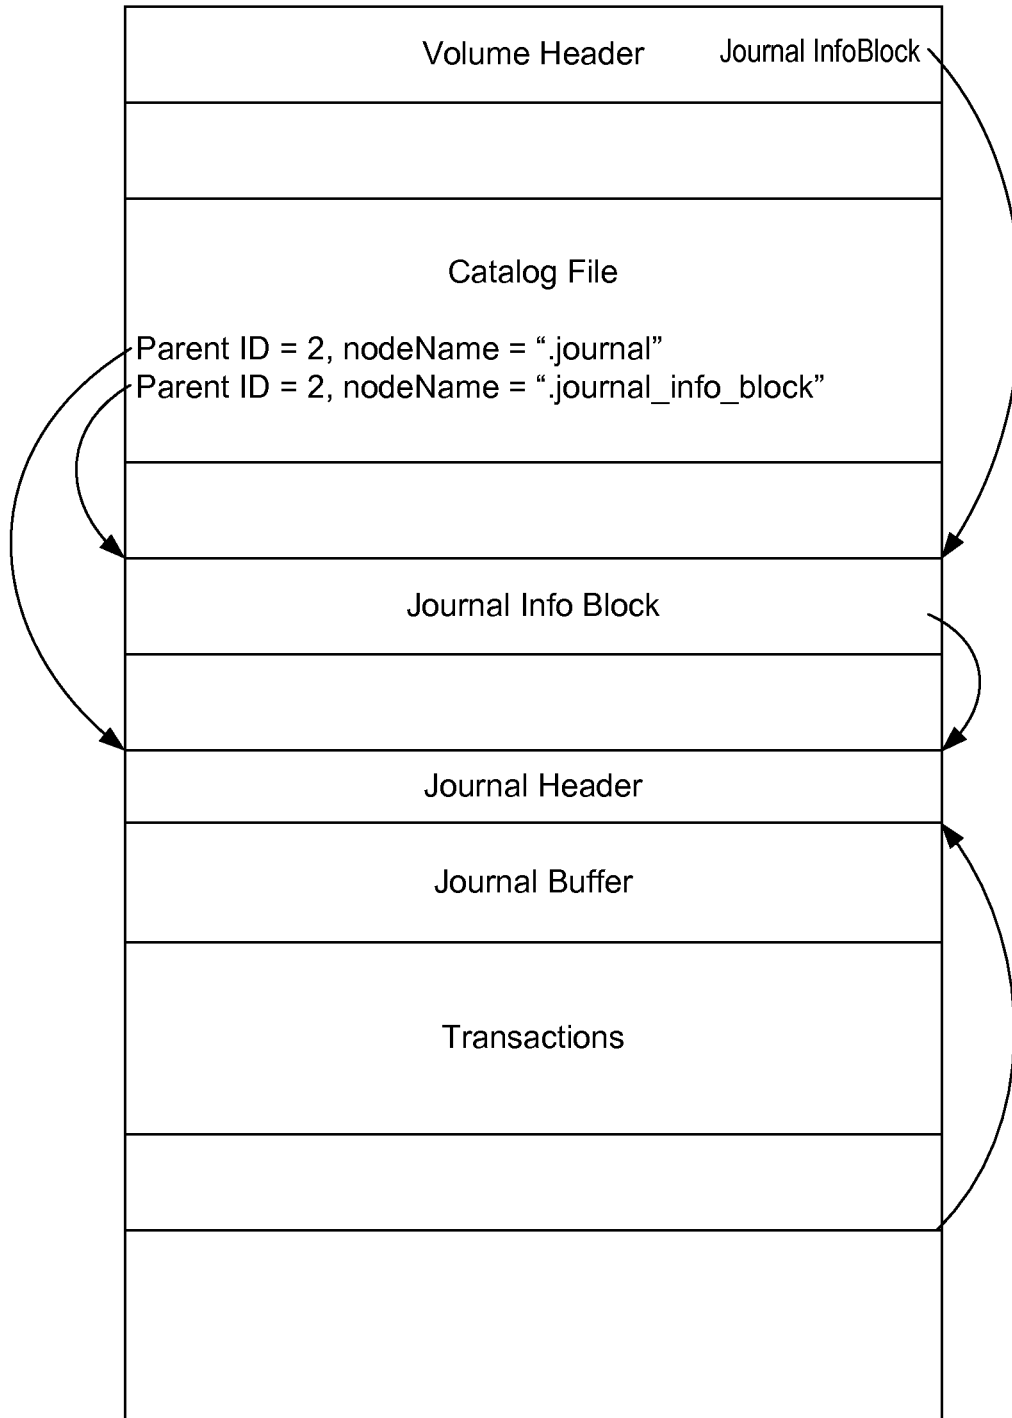 Volume Header Journal InfoBlock
Catalog File
Parent ID = 2, nodeName = “.journal”
Parent ID = 2, nodeName = “.journal_info_block”
Journal Info Block
Journal Header
Journal Buffer
Transactions